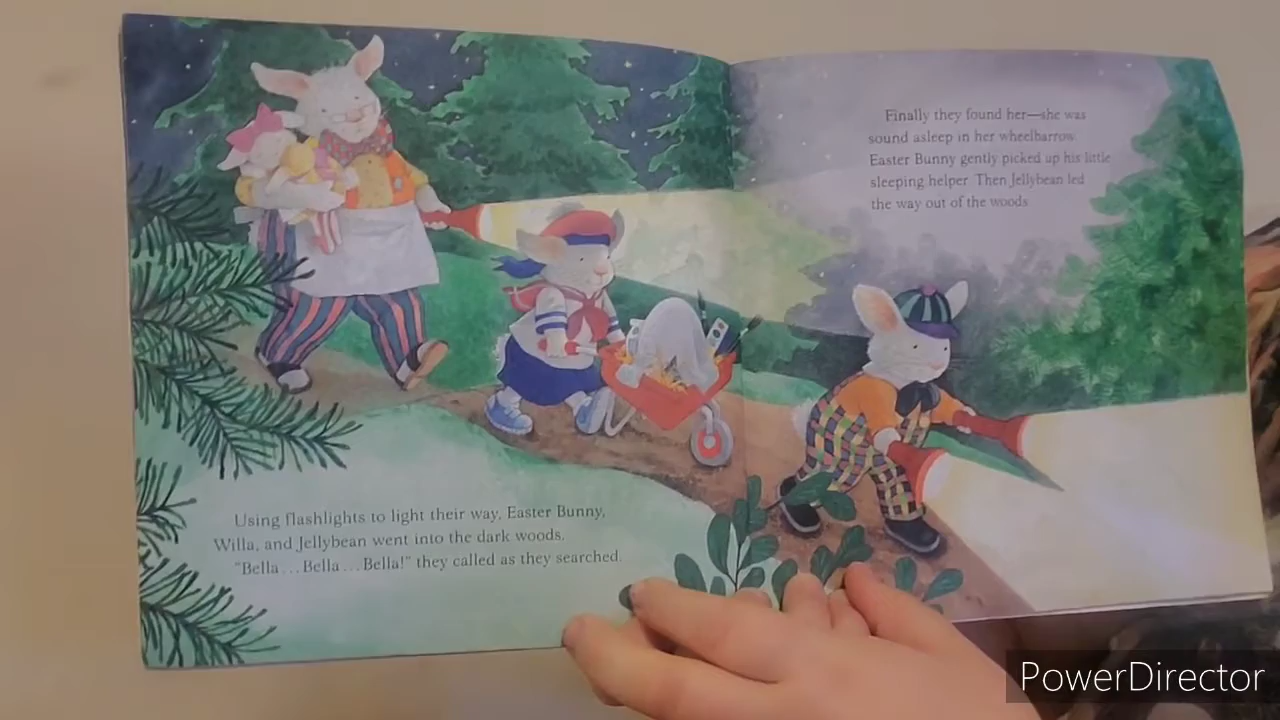 Using flashlights to light their way, Easter Bunny,
Willa, and Jellybean went into the dark woods.
"Bella...Bella...Bella!" they called as they searched.
Finally they found her—she was
sound asleep in her wheelbarrow.
Easter Bunny gently picked up his little
sleeping helper. Then Jellybean led
the way out of the woods.
PowerDirector